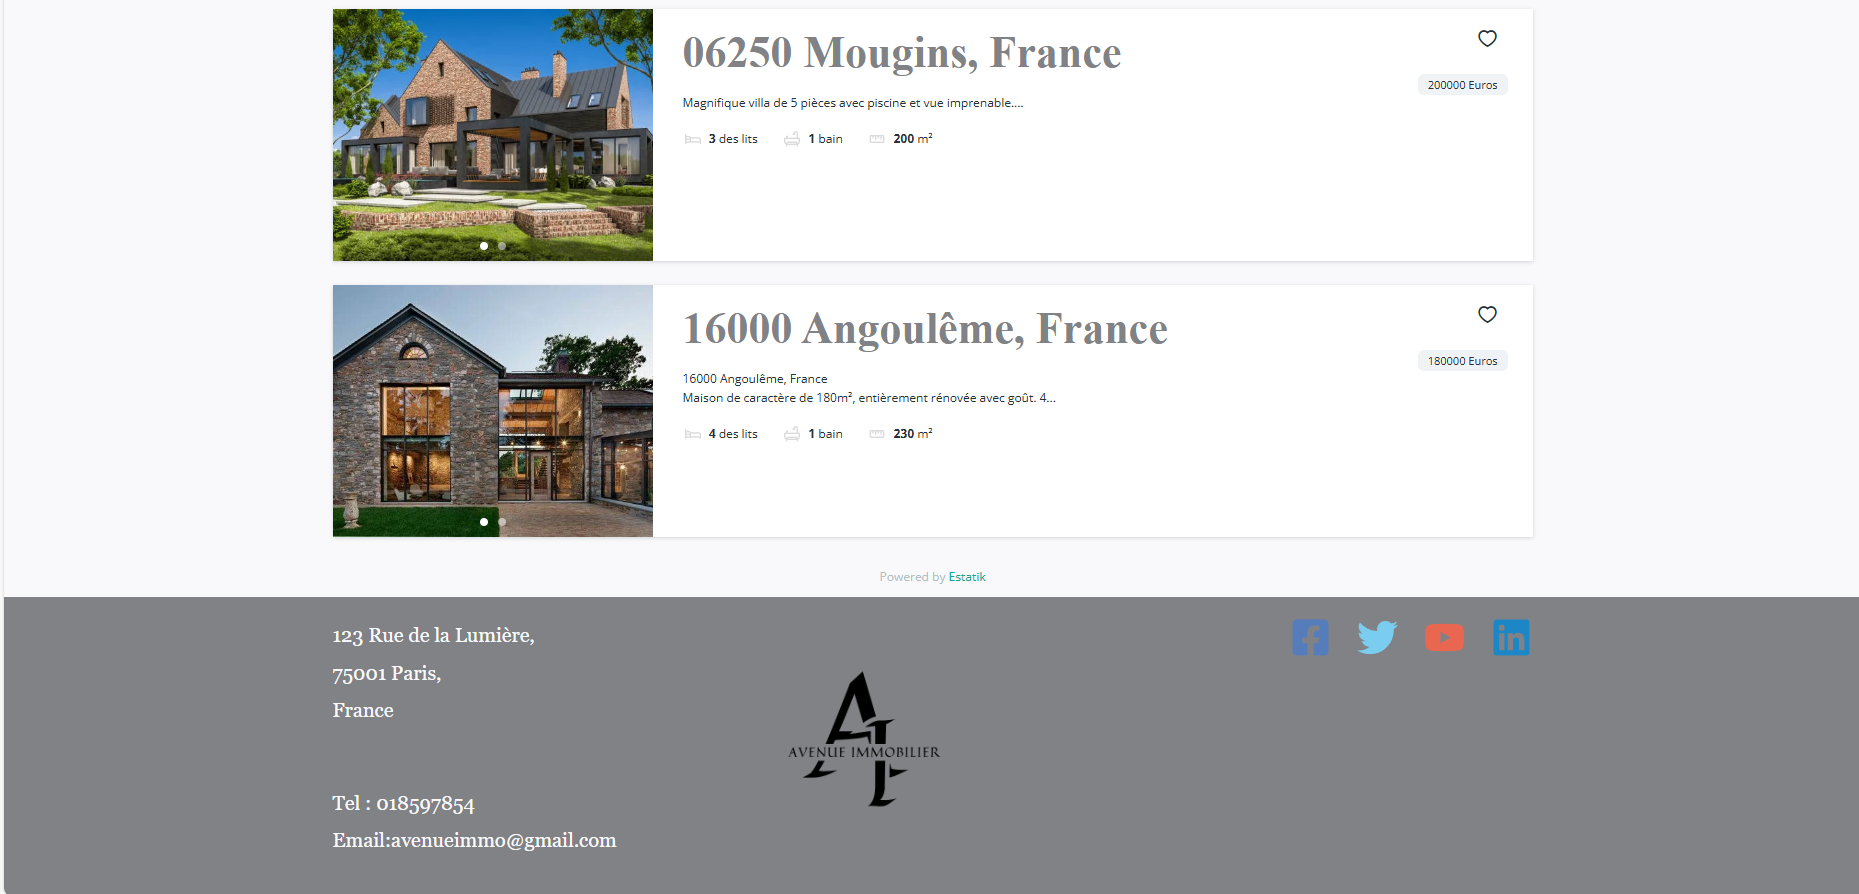 06250 Mougins, France
200000 Euros
Magnifique villa de 5 pièces avec piscine et vue imprenable....
3 des lits 1 bain 200 m²
16000 Angoulême, France
180000 Euros
16000 Angoulême, France
Maison de caractère de 180m², entièrement rénovée avec goût. 4...
4 des lits 1 bain 230 m²
Powered by Estatik
123 Rue de la Lumière,
75001 Paris,
France
Tel : 018597854
Email:avenueimmo@gmail.com
AI
AVENUE IMMOBILIER
in